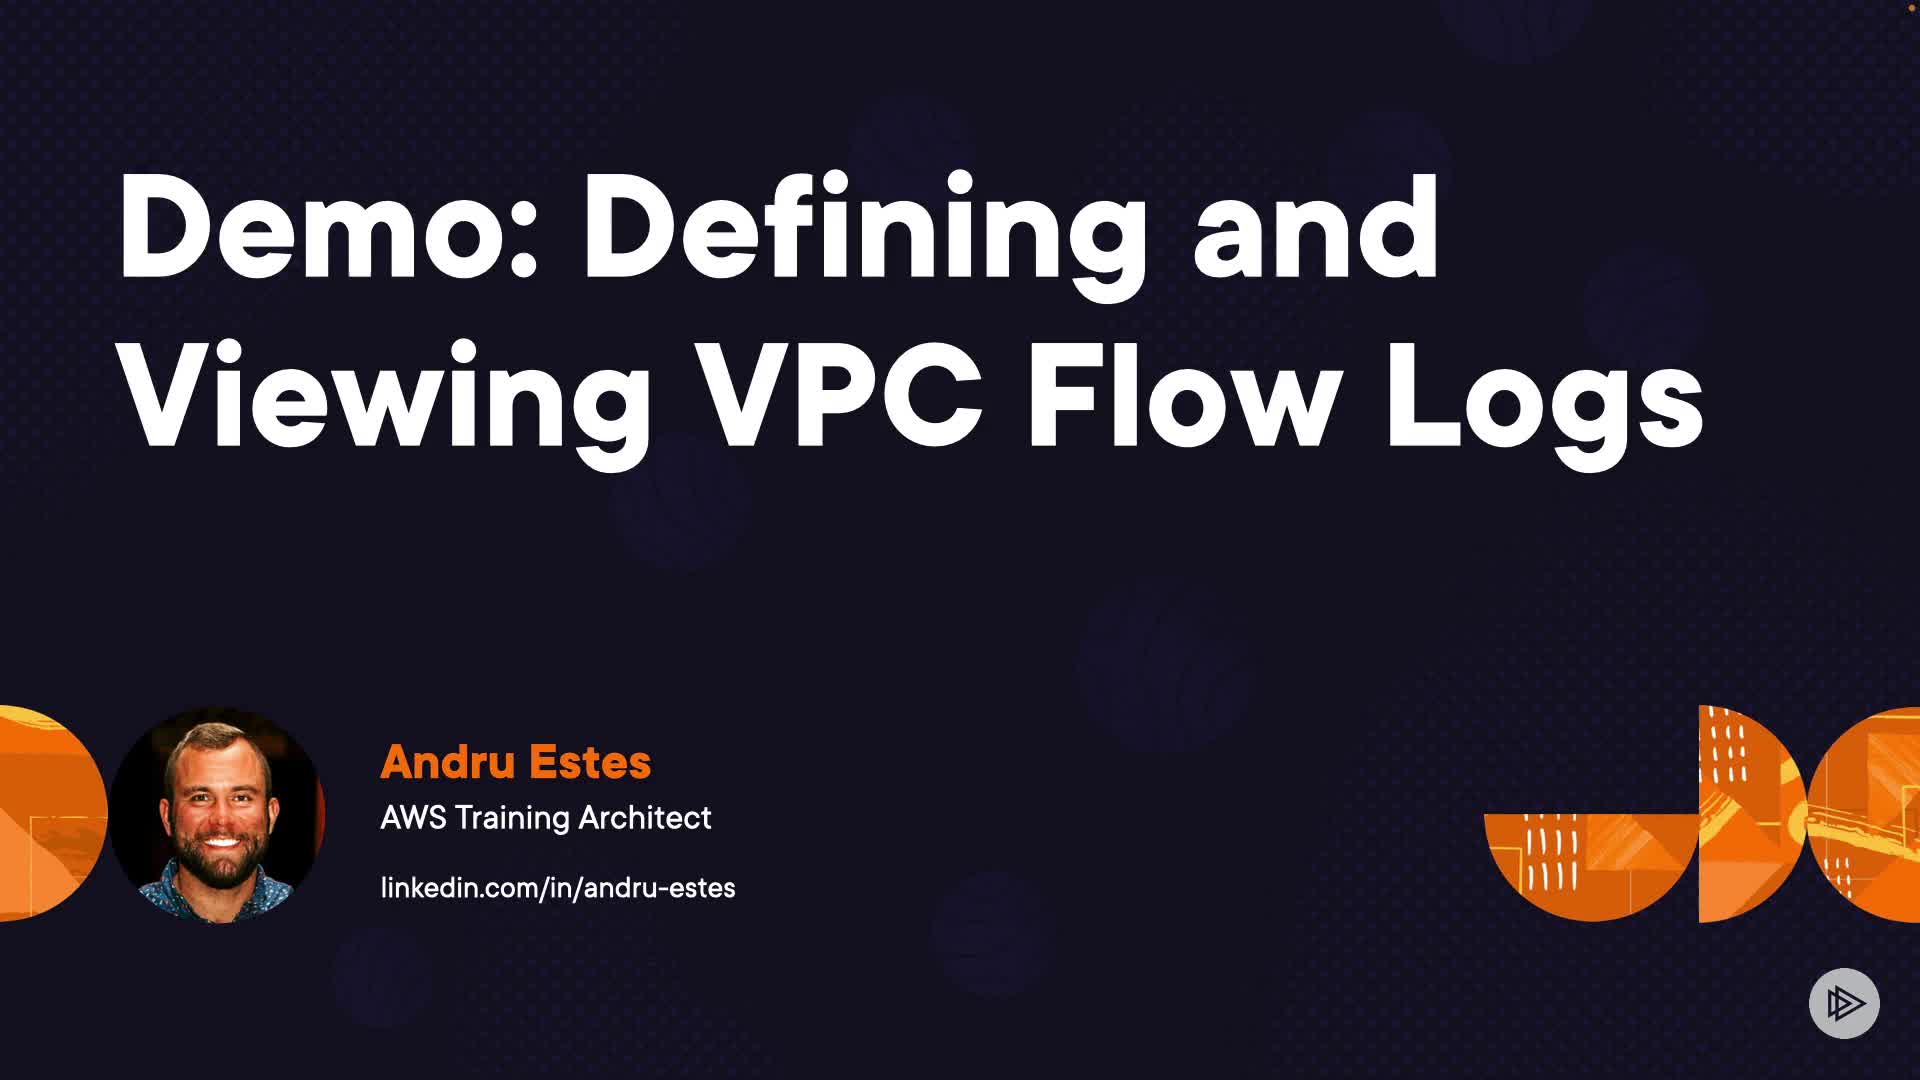 Demo: Defining and
Viewing VPC Flow Logs
Andru Estes
AWS Training Architect
linkedin.com/in/andru-estes